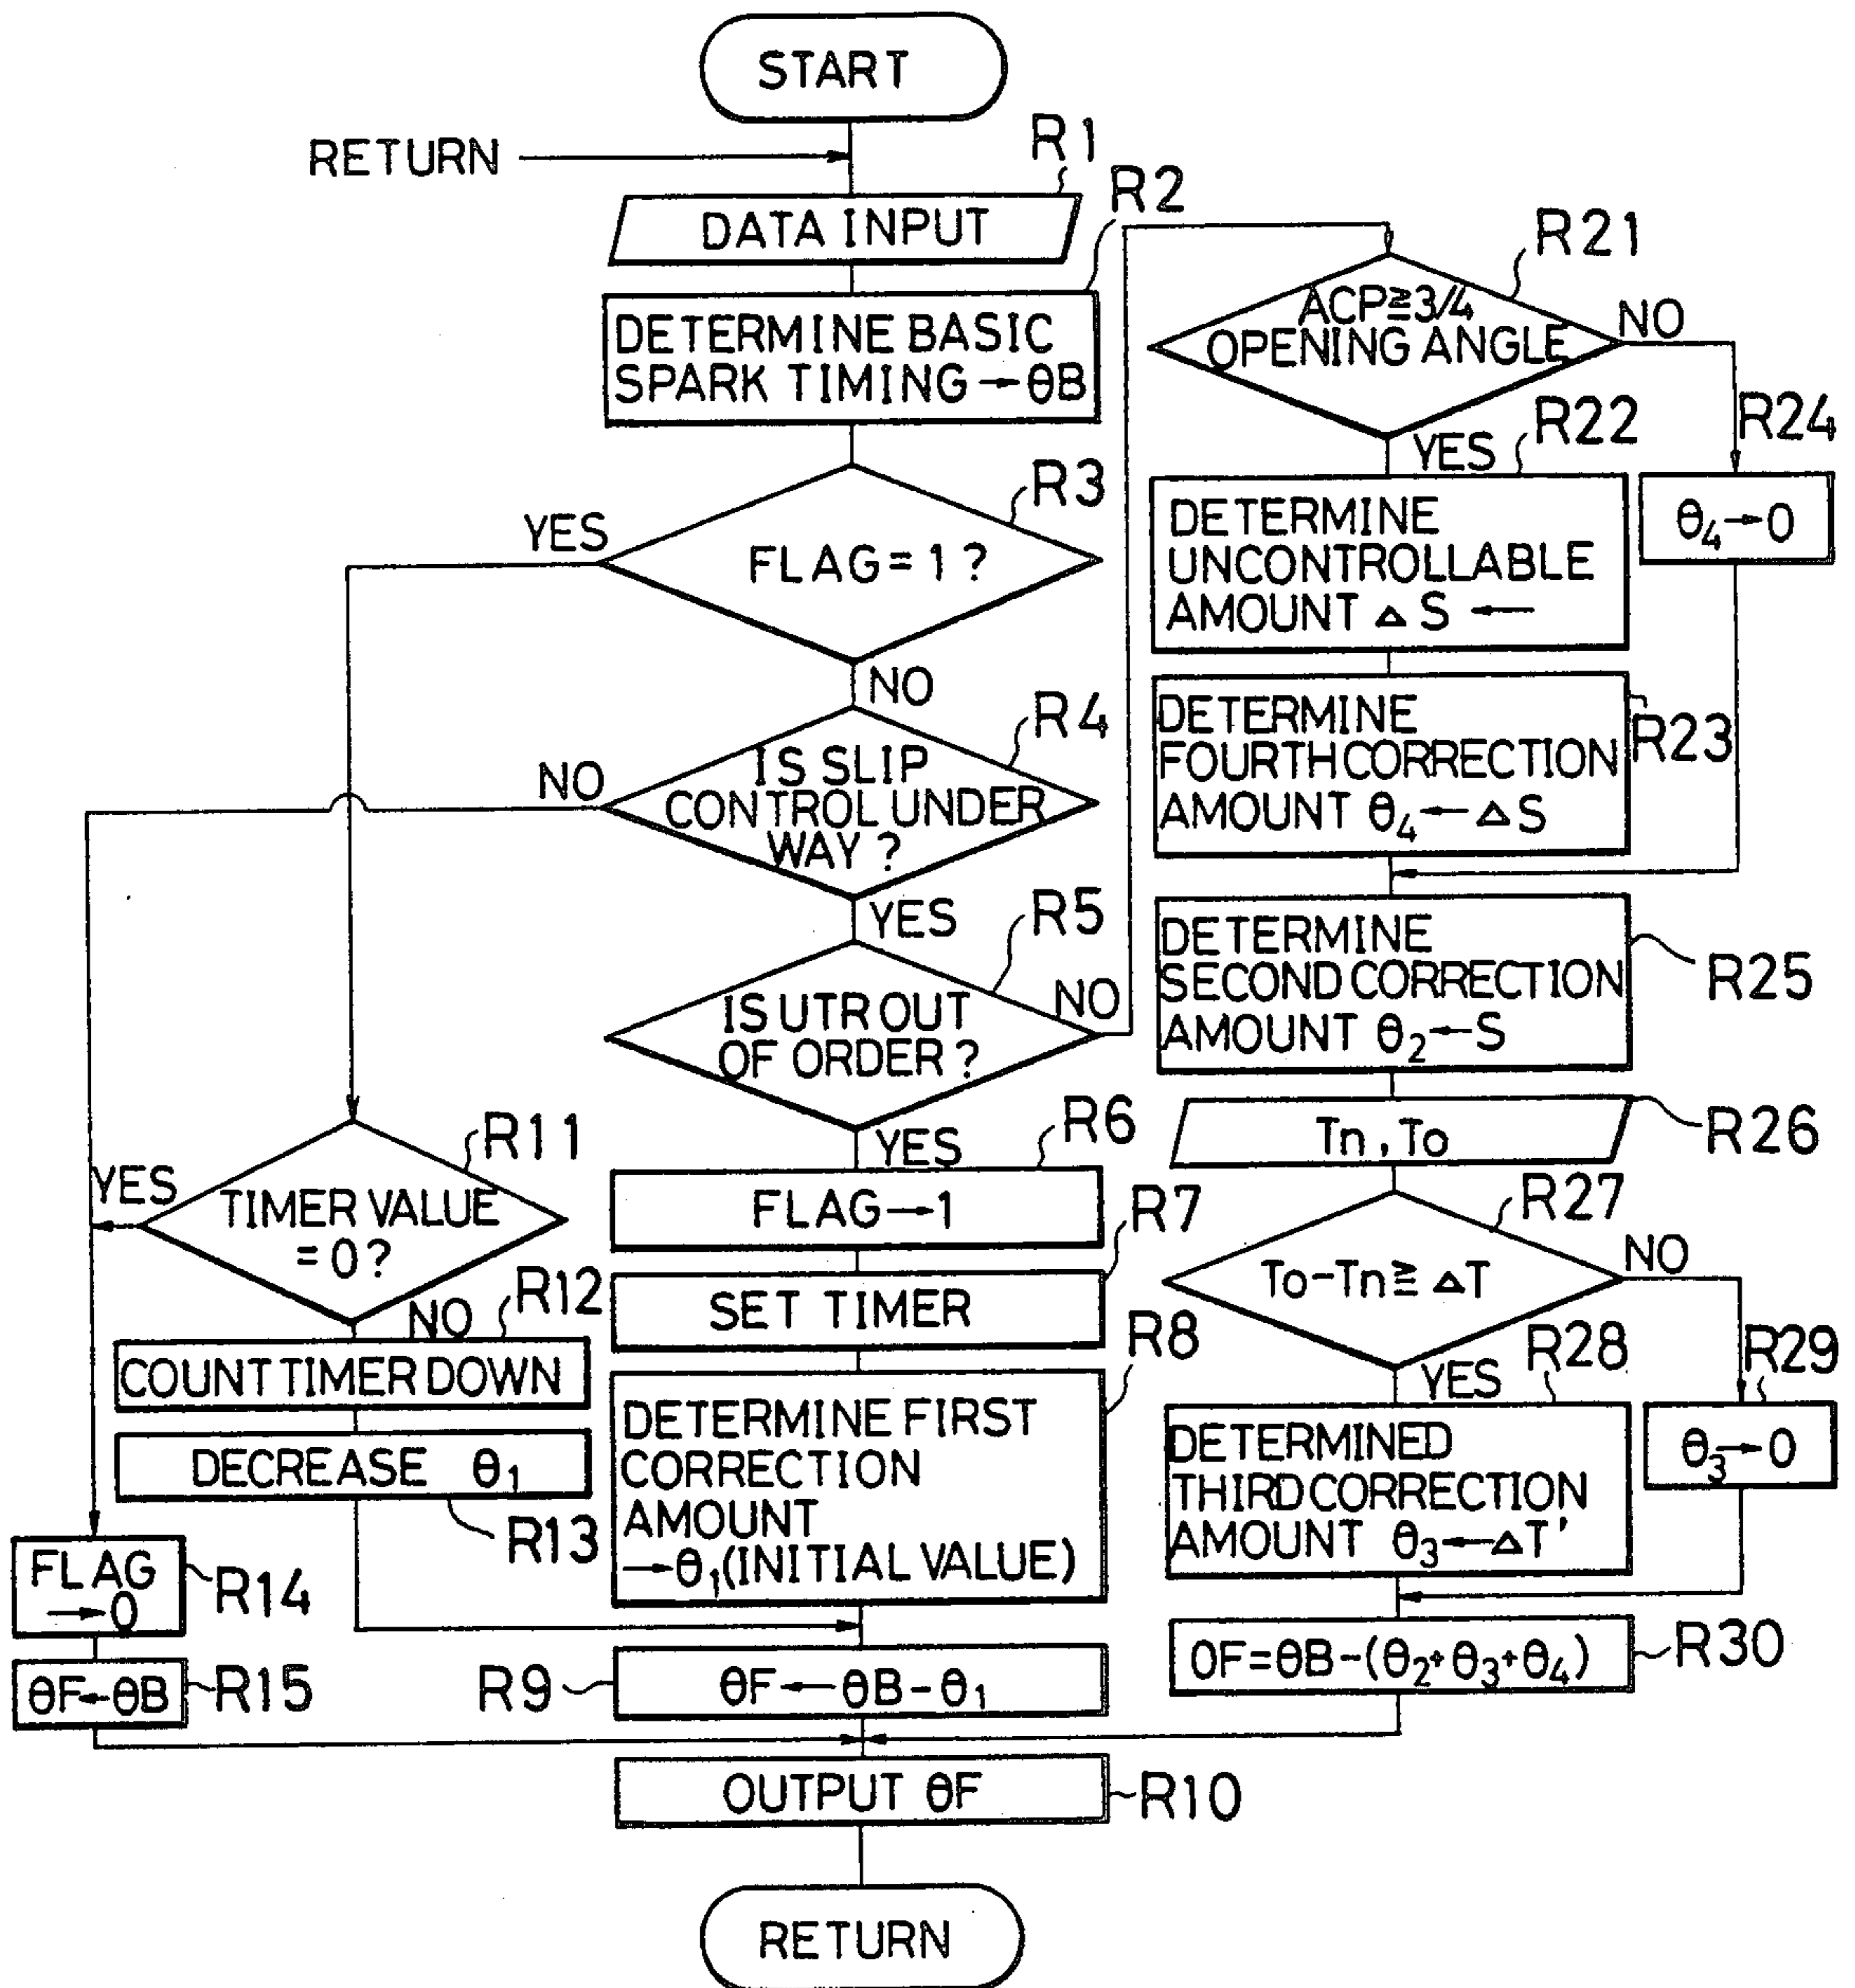 START
RETURN
R1
DATA INPUT
R2
DETERMINE BASIC
SPARK TIMING → θB
R3
FLAG = 1 ?
YES
NO
R4
IS SLIP
CONTROL UNDER
WAY ?
NO
YES
R5
IS UTR OUT
OF ORDER ?
NO
YES
R6
FLAG → 1
R7
SET TIMER
R8
DETERMINE FIRST
CORRECTION
AMOUNT
→ θ₁ (INITIAL VALUE)
R9
θF ← θB - θ₁
OUTPUT θF
R10
RETURN
R11
TIMER VALUE
= 0 ?
YES
NO
R12
COUNT TIMER DOWN
DECREASE θ₁
R13
FLAG
→ 0
R14
θF ← θB
R15
R21
ACP ≧ 3/4
OPENING ANGLE
NO
YES
R22
R24
DETERMINE
UNCONTROLLABLE
AMOUNT ΔS ←
θ₄ → 0
DETERMINE
FOURTH CORRECTION
AMOUNT θ₄ ← ΔS
R23
DETERMINE
SECOND CORRECTION
AMOUNT θ₂ ← S
R25
Tn , To
R26
R27
To - Tn ≧ ΔT
NO
YES
R28
R29
DETERMINED
THIRD CORRECTION
AMOUNT θ₃ ← ΔT'
θ₃ → 0
OF = θB - (θ₂ + θ₃ + θ₄)
R30